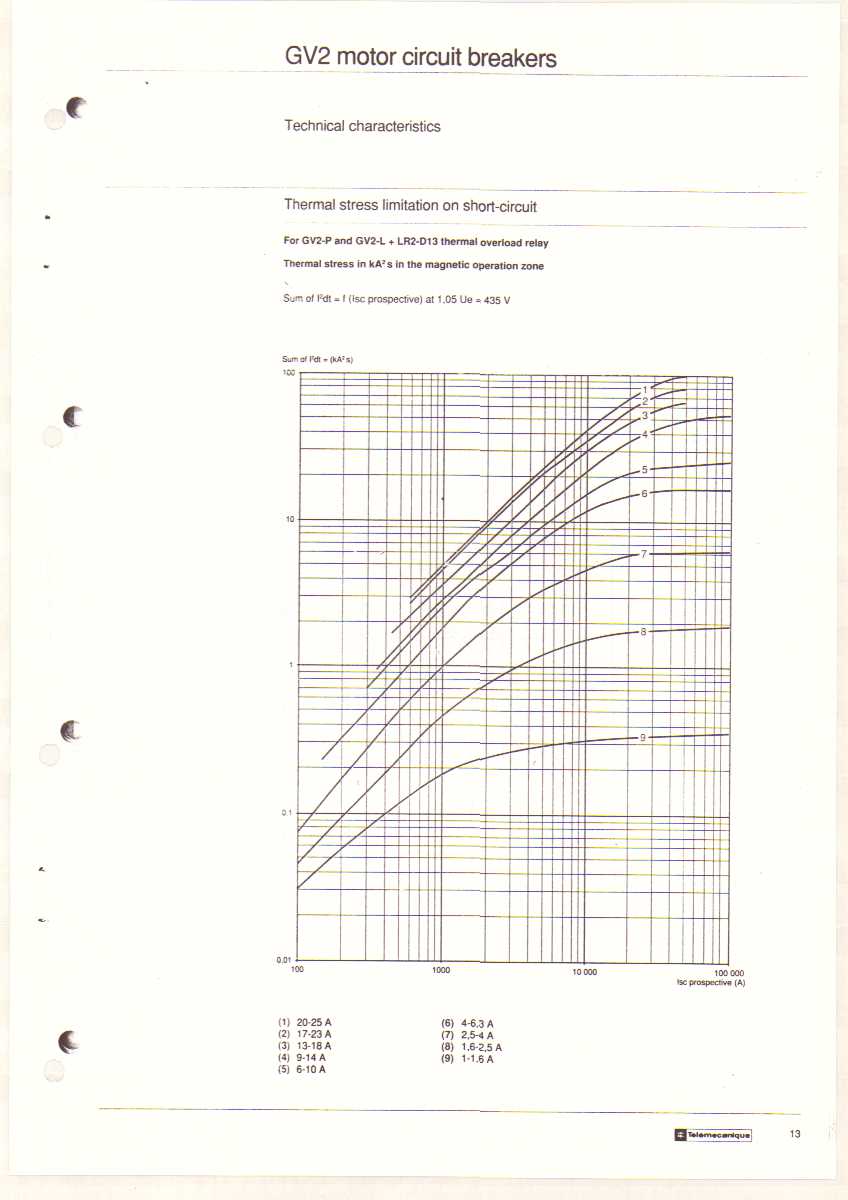 GV2 motor circuit breakers
Technical characteristics
Thermal stress limitation on short-circuit
For GV2-P and GV2-L + LR2-D13 thermal overload relay
Thermal stress in kA² s in the magnetic operation zone
Sum of I²dt = f (Isc prospective) at 1,05 Ue = 435 V
Sum of I²dt = (kA² s)
100
1
2
3
4
5
6
10
7
8
1
9
0.1
0,01
100
1000
10 000
100 000
Isc prospective (A)
(1) 20-25 A
(2) 17-23 A
(3) 13-18 A
(4) 9-14 A
(5) 6-10 A
(6) 4-6,3 A
(7) 2,5-4 A
(8) 1,6-2,5 A
(9) 1-1,6 A
Telemecanique
13